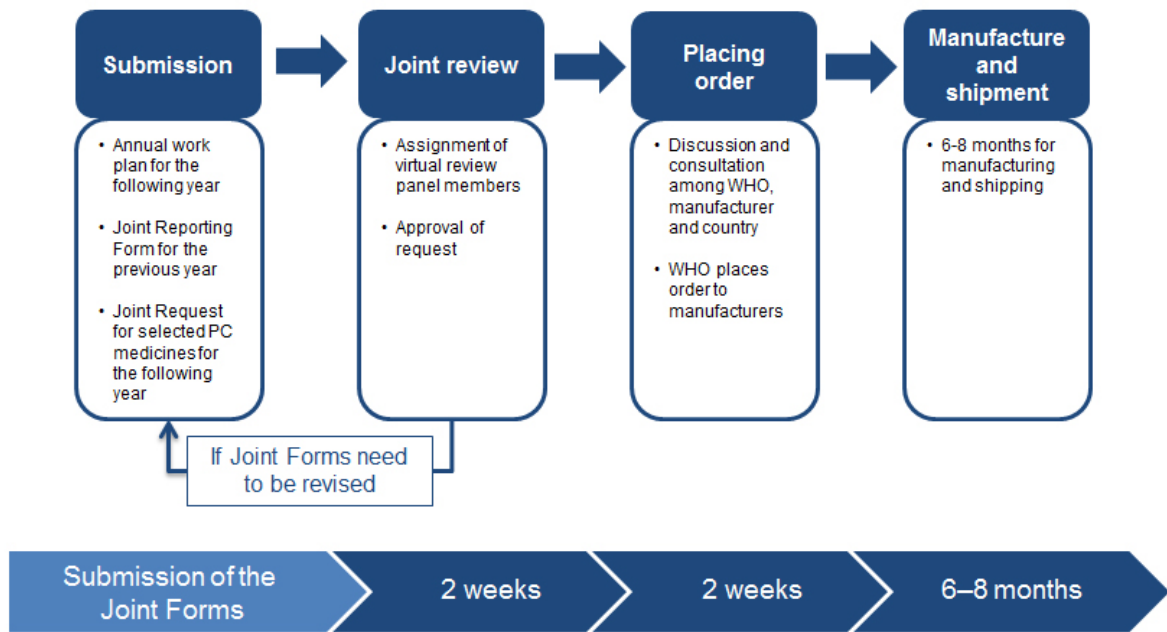 Submission
Joint review
Placing
order
Manufacture
and
shipment
• Annual work
plan for the
following year
• Joint Reporting
Form for the
previous year
• Joint Request
for selected PC
medicines for
the following
year
• Assignment of
virtual review
panel members
• Approval of
request
• Discussion and
consultation
among WHO,
manufacturer
and country
• WHO places
order to
manufacturers
• 6-8 months for
manufacturing
and shipping
If Joint Forms need
to be revised
Submission of the
Joint Forms
2 weeks
2 weeks
6–8 months